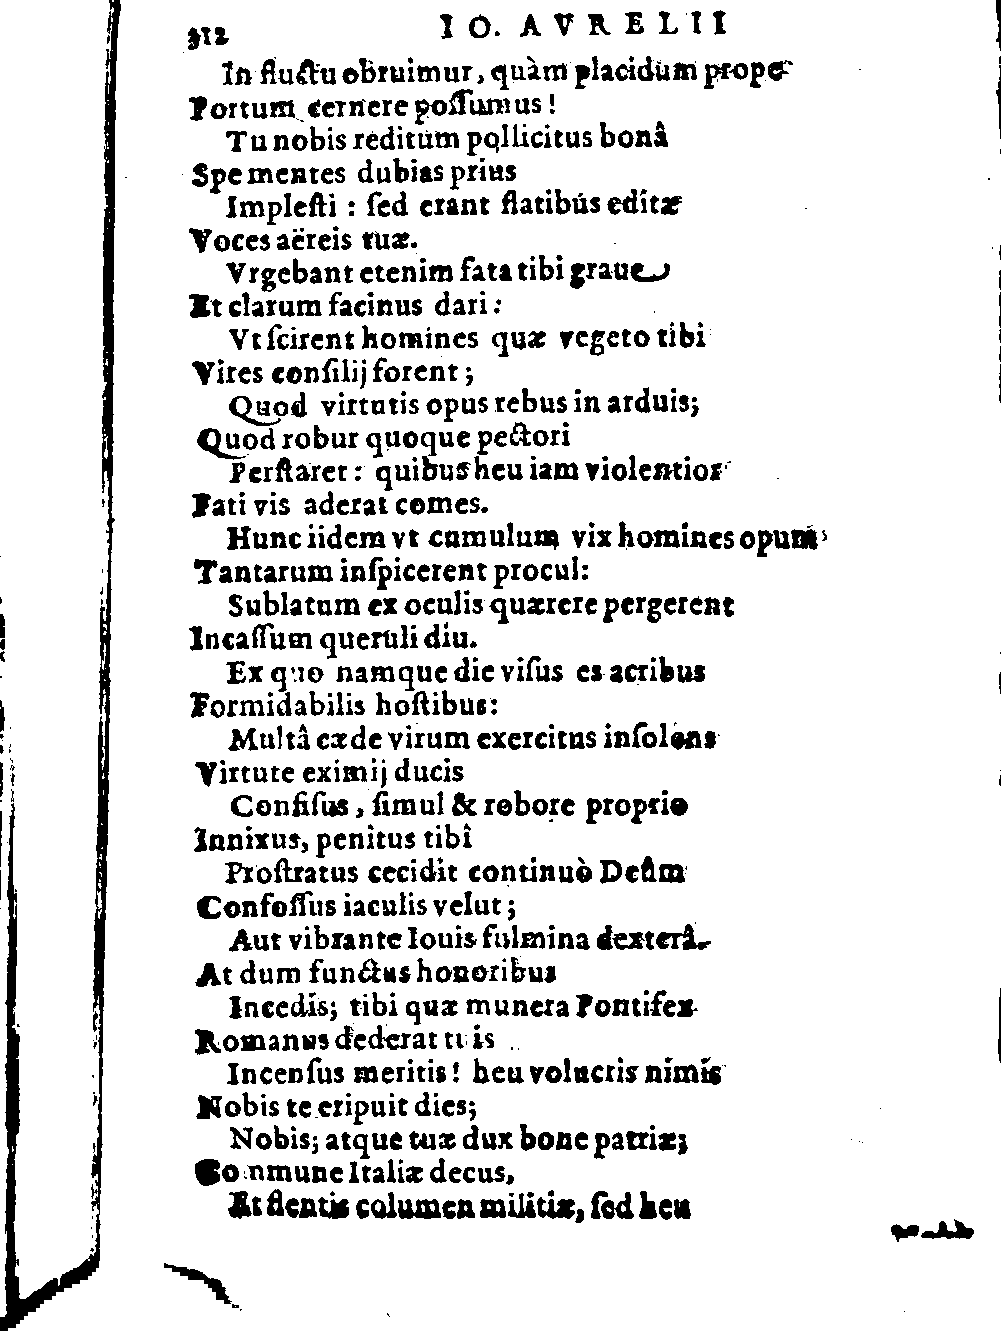 312 IO. AVRELII
In fluctu obruimur, quàm placidum prope
Portum cernere possumus!
Tu nobis reditum pollicitus bonâ
Spe mentes dubias prius
Implesti : sed erant flatibus editæ
Voces aëreis tuæ.
Vrgebant etenim fata tibi graue
Et clarum facinus dari:
Vt scirent homines quæ vegeto tibi
Vires consilij forent;
Quod virtutis opus rebus in arduis;
Quod robur quoque pectori
Perstaret: quibus heu iam violentior
Fati vis aderat comes.
Hunc iidem vt cumulum vix homines opum
Tantarum inspicerent procul:
Sublatum ex oculis quærere pergerent
Incassum queruli diu.
Ex quo namque die visus es acribus
Formidabilis hostibus:
Multâ cæde virum exercitus insolens
Virtute eximij ducis
Confisus, simul & robore proprio
Innixus, penitus tibi
Prostratus cecidit continuò Deûm
Confossus iaculis velut;
Aut vibrante Iouis fulmina dexterâ.
At dum functus honoribus
Incedis; tibi quæ munera Pontifex
Romanus dederat tuis
Incensus meritis! heu volucris nimis
Nobis te eripuit dies;
Nobis; atque tuæ dux bone patriæ;
Commune Italiæ decus,
Et flentis columen militiæ, sed heu